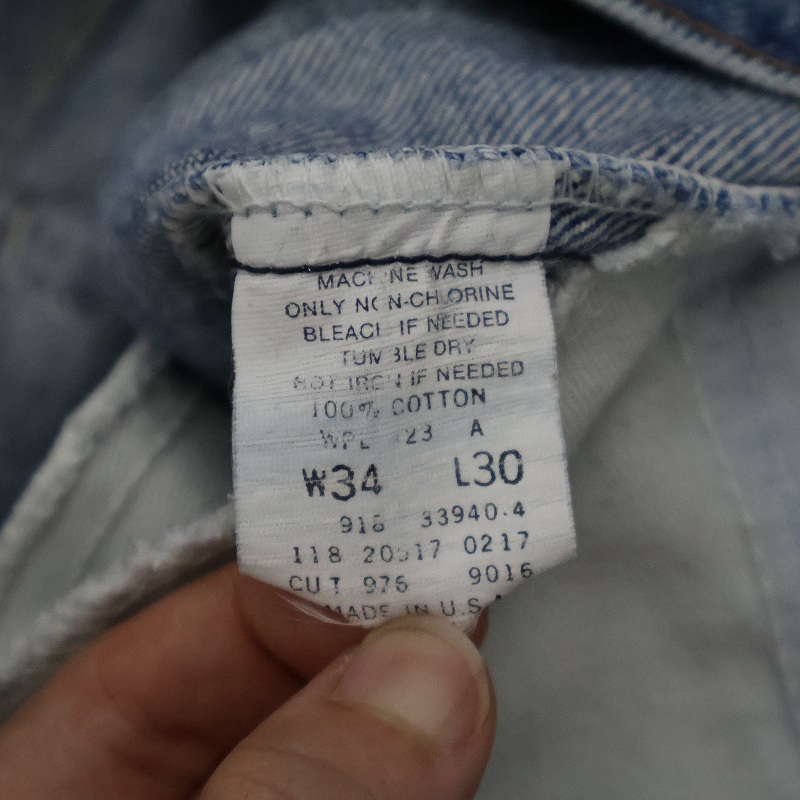 MACHINE WASH
ONLY NON-CHLORINE
BLEACH IF NEEDED
TUMBLE DRY
HOT IRON IF NEEDED
100% COTTON
WPL 23 A
W34 L30
918 33940.4
118 20517 0217
CUT 976 9016
MADE IN U.S.A